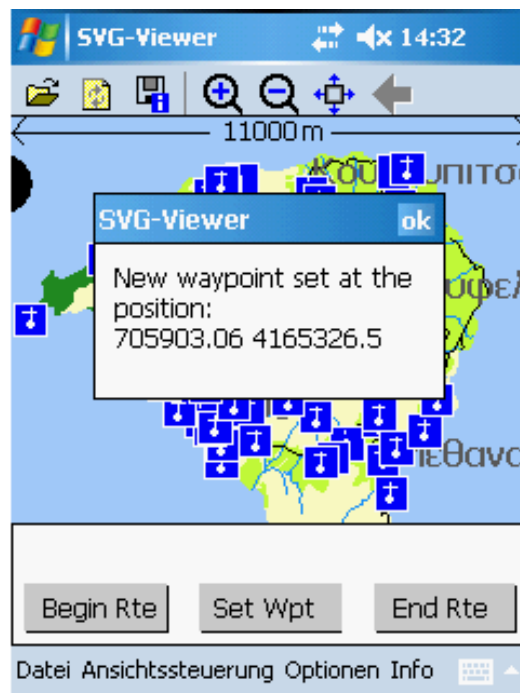 SVG-Viewer 14:32
11000 m
SVG-Viewer ok
New waypoint set at the
position:
705903.06 4165326.5
Begin Rte Set Wpt End Rte
Datei Ansichtssteuerung Optionen Info